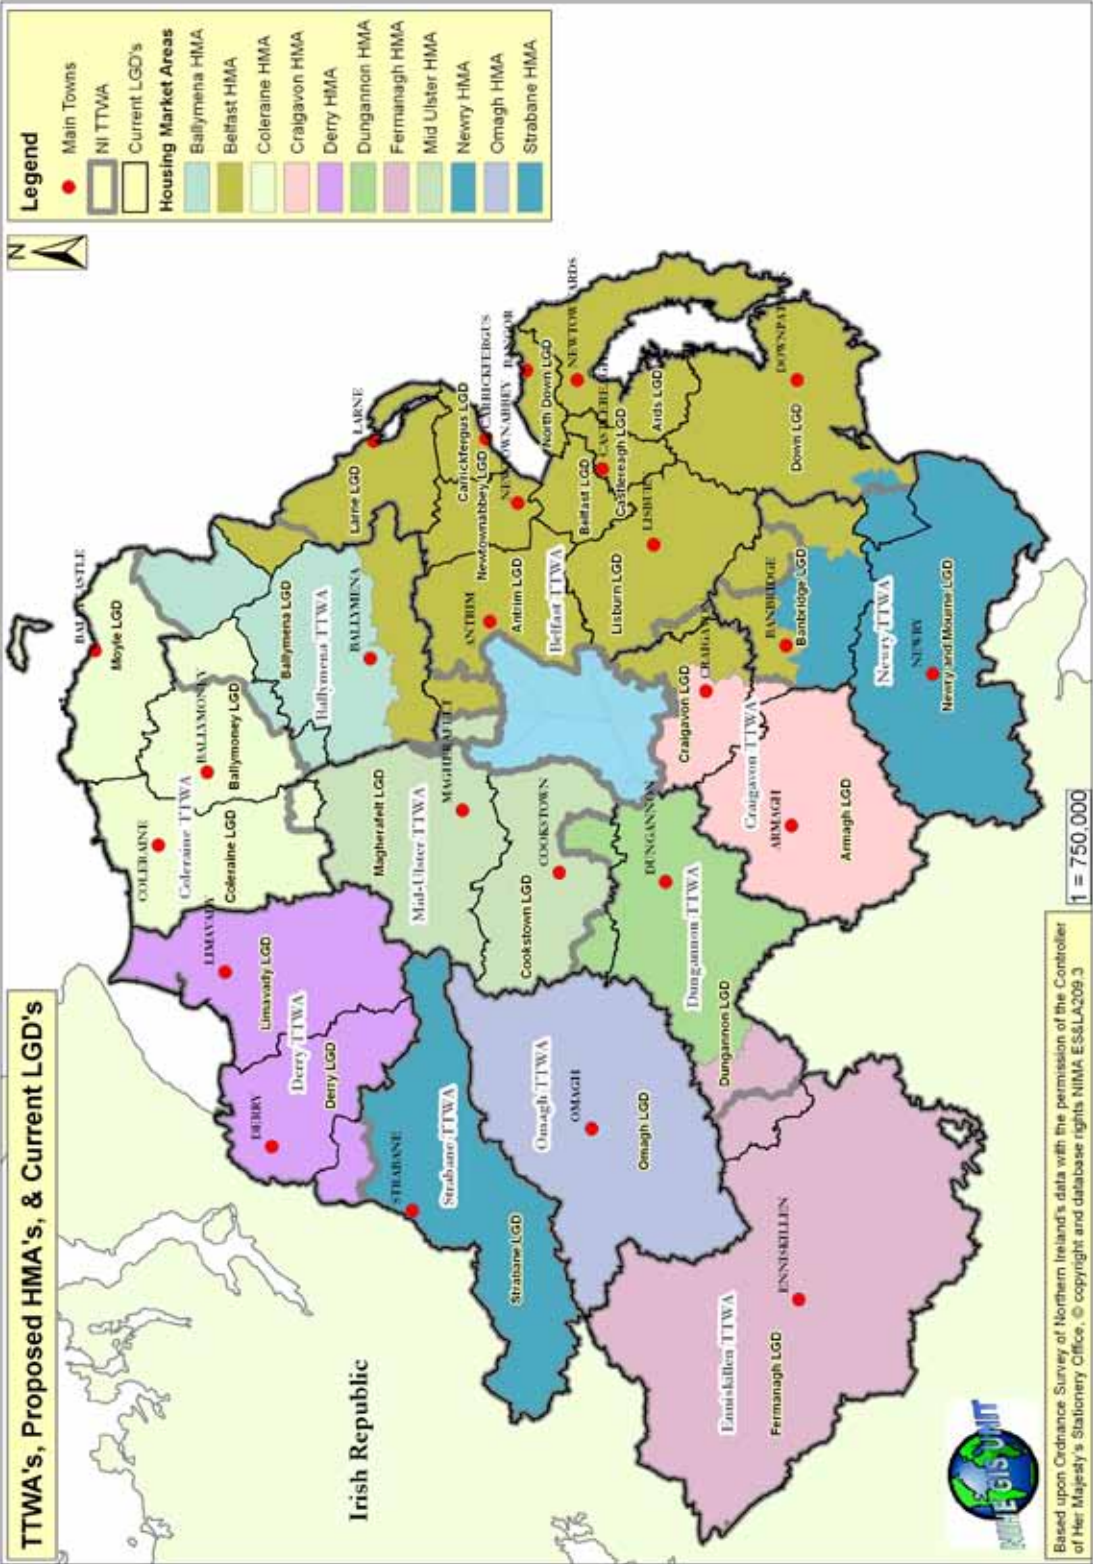 TTWA's, Proposed HMA's, & Current LGD's
N
Legend
Main Towns
NI TTWA
Current LGD's
Housing Market Areas
Ballymena HMA
Belfast HMA
Coleraine HMA
Craigavon HMA
Derry HMA
Dungannon HMA
Fermanagh HMA
Mid Ulster HMA
Newry HMA
Omagh HMA
Strabane HMA
Irish Republic
Moyle LGD
COLERAINE
Coleraine TTWA
Coleraine LGD
BALLYMONEY
Ballymoney LGD
LIMAVADY
Limavady LGD
DERRY
Derry TTWA
Derry LGD
Ballymena LGD
Ballymena TTWA
BALLYMENA
LARNE
Larne LGD
Magherafelt LGD
Mid-Ulster TTWA
MAGHERAFELT
STRABANE
Strabane TTWA
Strabane LGD
Carrickfergus LGD
CARRICKFERGUS
Newtownabbey LGD
ANTRIM
Antrim LGD
BANGOR
North Down LGD
Belfast TTWA
Belfast LGD
Castlereagh LGD
Ards LGD
COOKSTOWN
Cookstown LGD
Omagh TTWA
OMAGH
Omagh LGD
LISBURN
Lisburn LGD
DUNGANNON
Dungannon TTWA
Dungannon LGD
Craigavon LGD
Craigavon TTWA
BANBRIDGE
Banbridge LGD
Down LGD
ARMAGH
Armagh LGD
Newry TTWA
NEWRY
Newry and Mourne LGD
ENNISKILLEN
Enniskillen TTWA
Fermanagh LGD
NIHE GIS UNIT
Based upon Ordnance Survey of Northern Ireland's data with the permission of the Controller
of Her Majesty's Stationery Office, © copyright and database rights NIMA ES&LA209.3
1 = 750,000